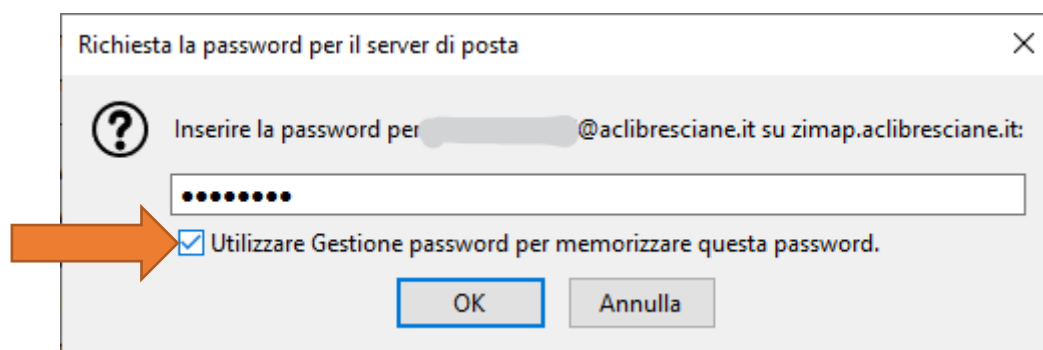 Richiesta la password per il server di posta
Inserire la password per @aclibresciane.it su zimap.aclibresciane.it:
••••••••
Utilizzare Gestione password per memorizzare questa password.
OK
Annulla